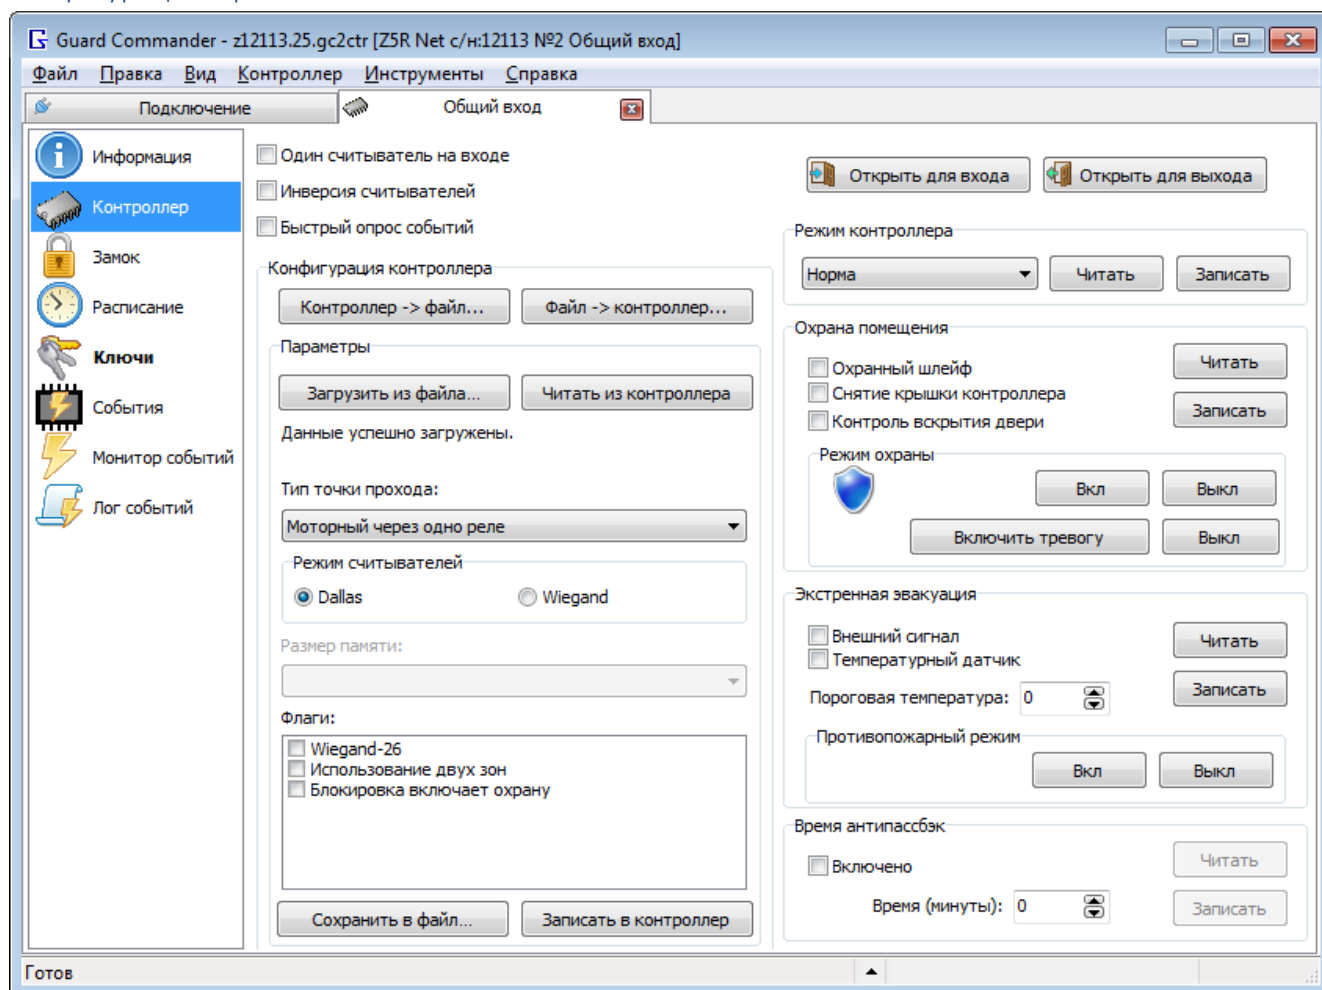 Guard Commander - z12113.25.gc2ctr [Z5R Net с/н:12113 №2 Общий вход]
Файл Правка Вид Контроллер Инструменты Справка
Подключение
Общий вход
Информация
Контроллер
Замок
Расписание
Ключи
События
Монитор событий
Лог событий
Один считыватель на входе
Инверсия считывателей
Быстрый опрос событий
Конфигурация контроллера
Контроллер -> файл...
Файл -> контроллер...
Параметры
Загрузить из файла...
Читать из контроллера
Данные успешно загружены.
Тип точки прохода:
Моторный через одно реле
Режим считывателей
Dallas
Wiegand
Размер памяти:
Флаги:
Wiegand-26
Использование двух зон
Блокировка включает охрану
Сохранить в файл...
Записать в контроллер
Открыть для входа
Открыть для выхода
Режим контроллера
Норма
Читать
Записать
Охрана помещения
Охранный шлейф
Снятие крышки контроллера
Контроль вскрытия двери
Читать
Записать
Режим охраны
Вкл
Выкл
Включить тревогу
Выкл
Экстренная эвакуация
Внешний сигнал
Температурный датчик
Читать
Записать
Пороговая температура: 0
Противопожарный режим
Вкл
Выкл
Время антипассбэк
Включено
Читать
Время (минуты): 0
Записать
Готов